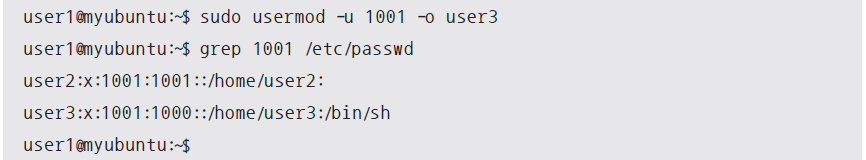 user1@myubuntu:~$ sudo usermod -u 1001 -o user3
user1@myubuntu:~$ grep 1001 /etc/passwd
user2:x:1001:1001::/home/user2:
user3:x:1001:1000::/home/user3:/bin/sh
user1@myubuntu:~$